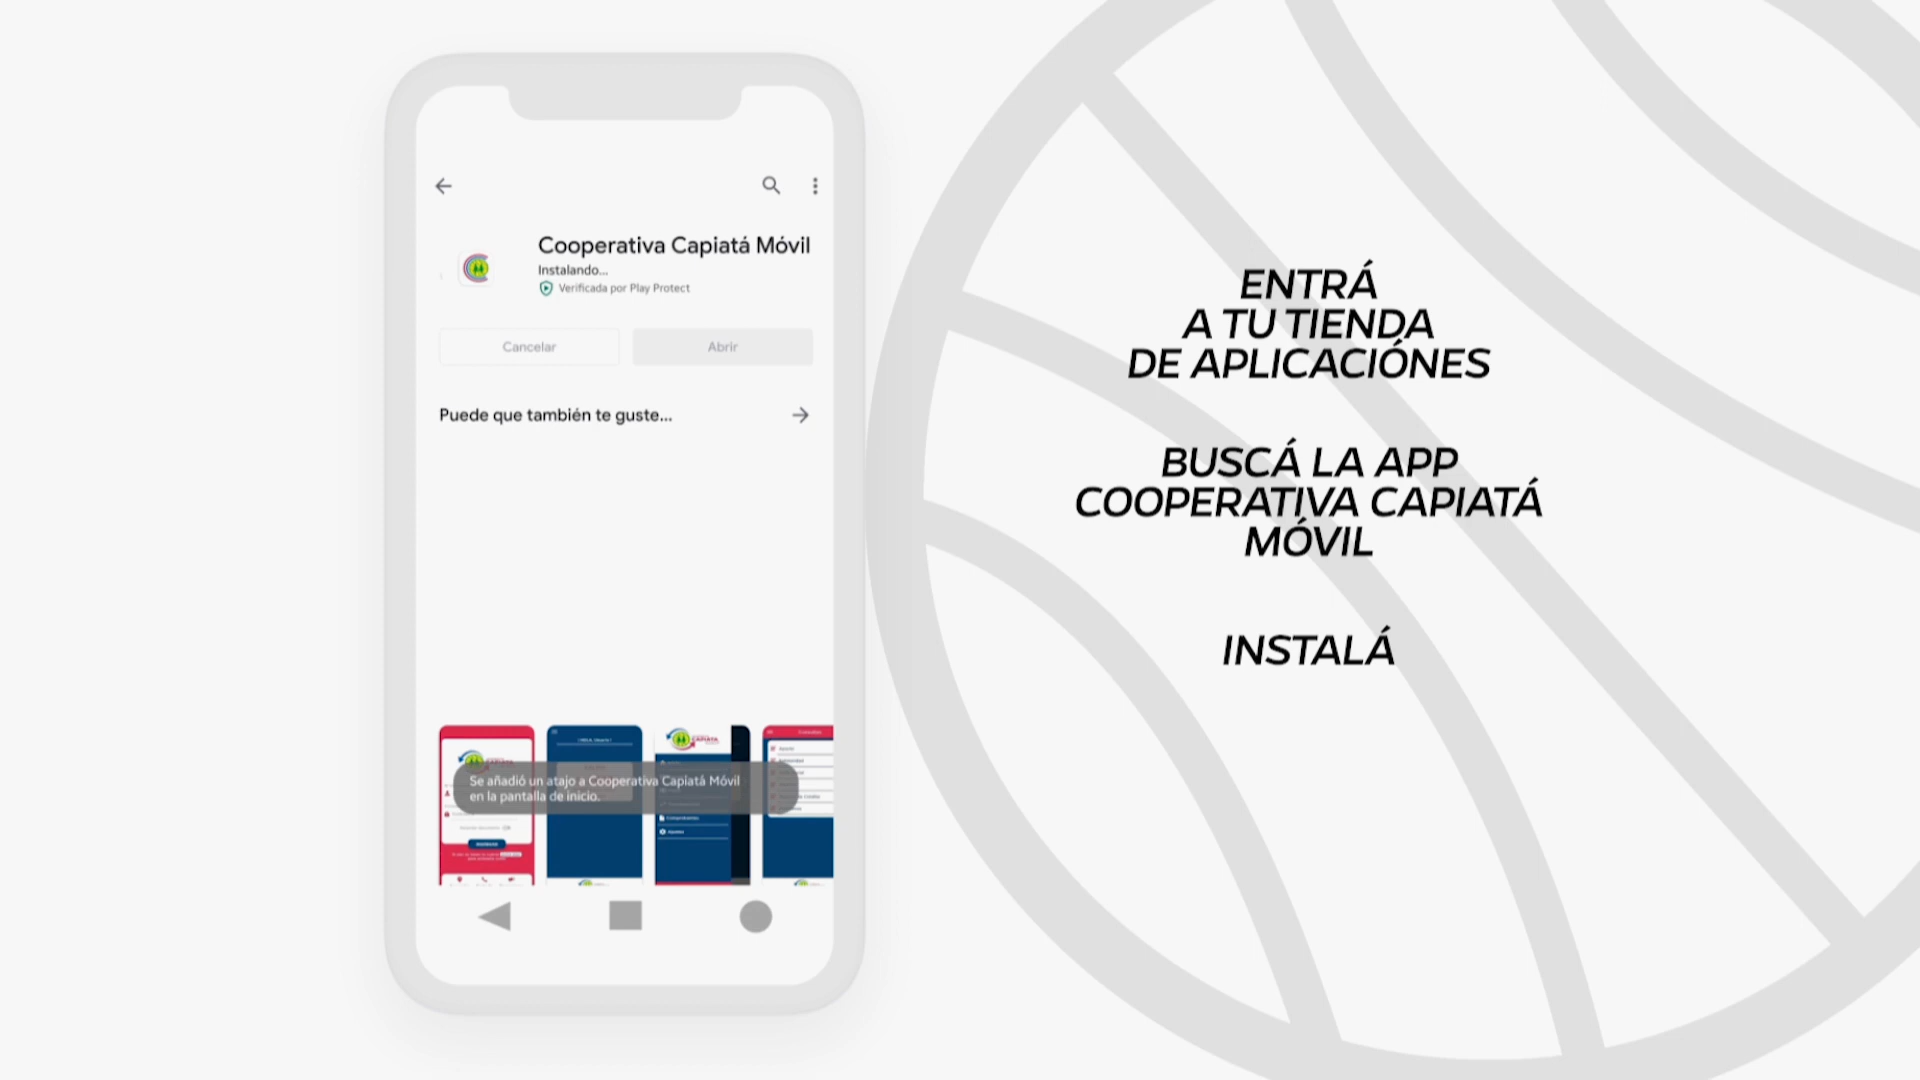 Cooperativa Capiatá Móvil
Instalando...
Verificada por Play Protect
Cancelar
Abrir
Puede que también te guste...
CAPIATA
Se añadió un atajo a Cooperativa Capiatá Móvil
en la pantalla de inicio.
ENTRÁ
A TU TIENDA
DE APLICACIÓNES
BUSCÁ LA APP
COOPERATIVA CAPIATÁ
MÓVIL
INSTALÁ